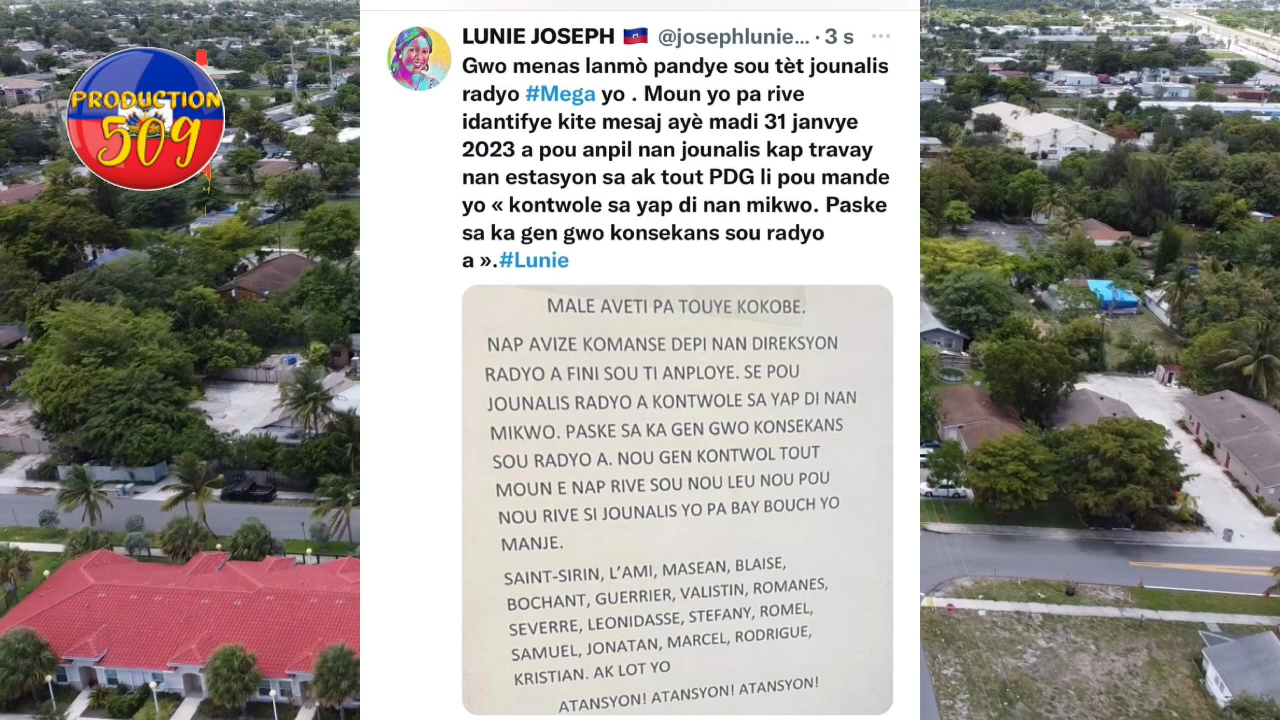 PRODUCTION
509
LUNIE JOSEPH 🇭🇹 @josephlunie... · 3 s
Gwo menas lanmò pandye sou tèt jounalis
radyo #Mega yo . Moun yo pa rive
idantifye kite mesaj ayè madi 31 janvye
2023 a pou anpil nan jounalis kap travay
nan estasyon sa ak tout PDG li pou mande
yo « kontwole sa yap di nan mikwo. Paske
sa ka gen gwo konsekans sou radyo
a ».#Lunie
MALE AVETI PA TOUYE KOKOBE.
NAP AVIZE KOMANSE DEPI NAN DIREKSYON
RADYO A FINI SOU TI ANPLOYE. SE POU
JOUNALIS RADYO A KONTWOLE SA YAP DI NAN
MIKWO. PASKE SA KA GEN GWO KONSEKANS
SOU RADYO A. NOU GEN KONTWOL TOUT
MOUN E NAP RIVE SOU NOU LEU NOU POU
NOU RIVE SI JOUNALIS YO PA BAY BOUCH YO
MANJE.
SAINT-SIRIN, L'AMI, MASEAN, BLAISE,
BOCHANT, GUERRIER, VALISTIN, ROMANES,
SEVERRE, LEONIDASSE, STEFANY, ROMEL,
SAMUEL, JONATAN, MARCEL, RODRIGUE,
KRISTIAN. AK LOT YO
ATANSYON! ATANSYON! ATANSYON!